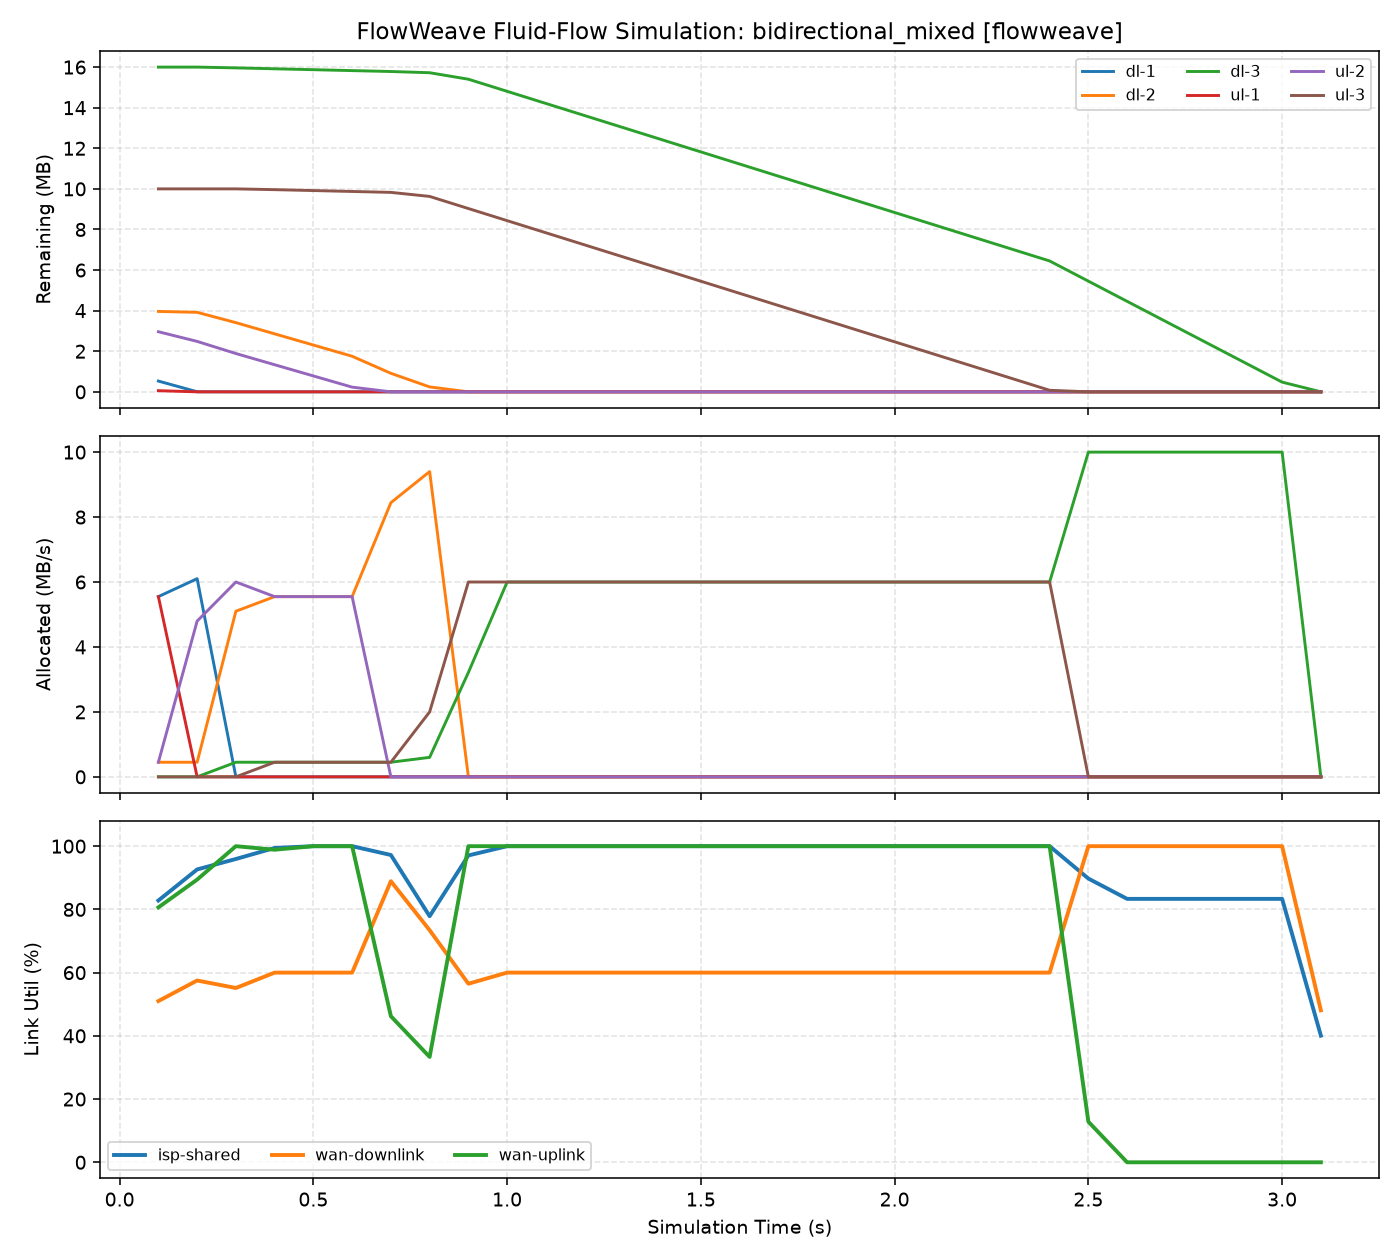 FlowWeave Fluid-Flow Simulation: bidirectional_mixed [flowweave]
16
14
12
10
8
6
4
2
0
Remaining (MB)
dl-1 dl-3 ul-2
dl-2 ul-1 ul-3
10
8
6
4
2
0
Allocated (MB/s)
100
80
60
40
20
0
Link Util (%)
isp-shared wan-downlink wan-uplink
0.0 0.5 1.0 1.5 2.0 2.5 3.0
Simulation Time (s)